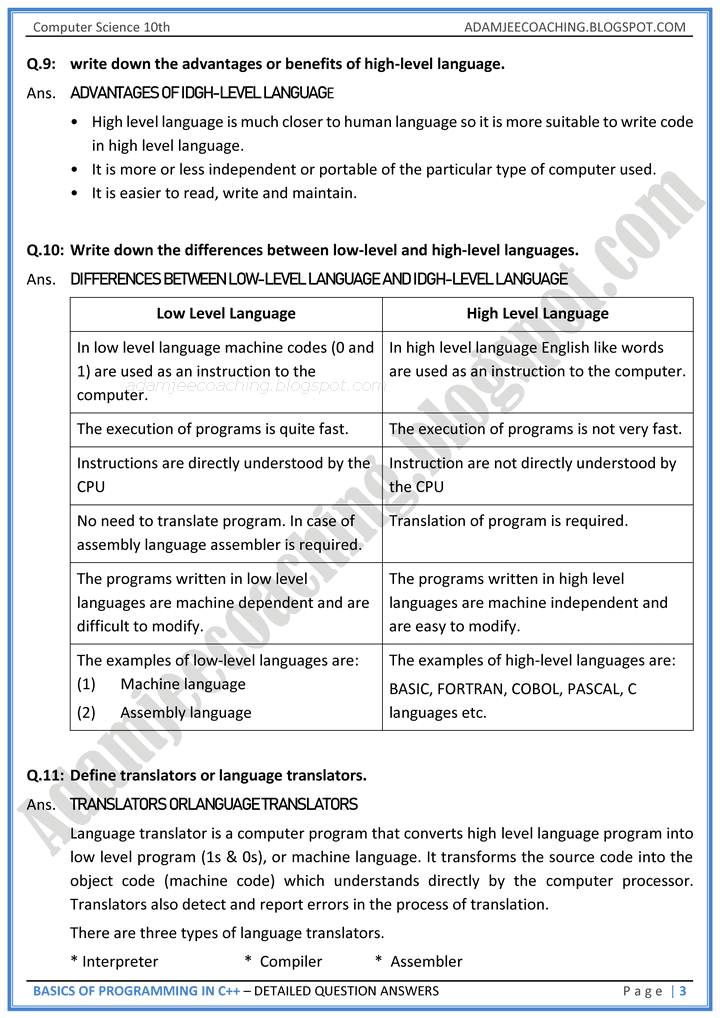 Computer Science 10th ADAMJEECOACHING.BLOGSPOT.COM
Q.9: write down the advantages or benefits of high-level language.
Ans. ADVANTAGES OF IDGH-LEVEL LANGUAGE
• High level language is much closer to human language so it is more suitable to write code
in high level language.
• It is more or less independent or portable of the particular type of computer used.
• It is easier to read, write and maintain.
Q.10: Write down the differences between low-level and high-level languages.
Ans. DIFFERENCES BETWEEN LOW-LEVEL LANGUAGE AND IDGH-LEVEL LANGUAGE
Low Level Language
High Level Language
In low level language machine codes (0 and
1) are used as an instruction to the
computer.
In high level language English like words
are used as an instruction to the computer.
The execution of programs is quite fast.
The execution of programs is not very fast.
Instructions are directly understood by the
CPU
Instruction are not directly understood by
the CPU
No need to translate program. In case of
assembly language assembler is required.
Translation of program is required.
The programs written in low level
languages are machine dependent and are
difficult to modify.
The programs written in high level
languages are machine independent and
are easy to modify.
The examples of low-level languages are:
(1) Machine language
(2) Assembly language
The examples of high-level languages are:
BASIC, FORTRAN, COBOL, PASCAL, C
languages etc.
Q.11: Define translators or language translators.
Ans. TRANSLATORS OR LANGUAGE TRANSLATORS
Language translator is a computer program that converts high level language program into
low level program (1s & 0s), or machine language. It transforms the source code into the
object code (machine code) which understands directly by the computer processor.
Translators also detect and report errors in the process of translation.
There are three types of language translators.
* Interpreter * Compiler * Assembler
BASICS OF PROGRAMMING IN C++ – DETAILED QUESTION ANSWERS Page | 3
Adamjeecoaching.blogspot.com
adamjeecoaching.blogspot.com